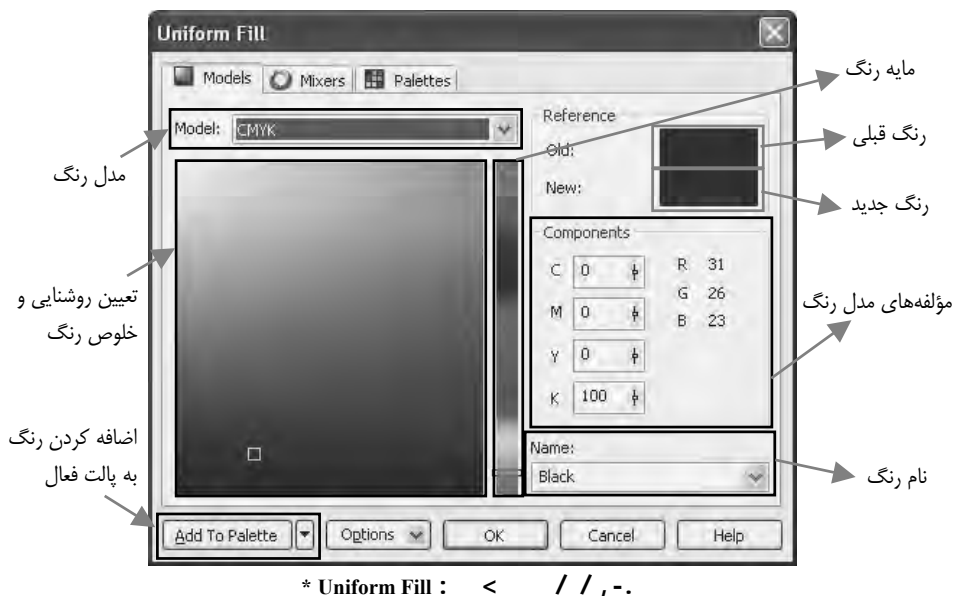 Uniform Fill
Models Mixers Palettes
Model: CMYK
Reference
Old:
New:
Components
C 0 R 31
M 0 G 26
Y 0 B 23
K 100
Name:
Black
Add To Palette Options OK Cancel Help
مایه رنگ
رنگ قبلی
رنگ جدید
مؤلفه‌های مدل رنگ
نام رنگ
مدل رنگ
تعیین روشنایی و
خلوص رنگ
اضافه کردن رنگ
به پالت فعال
* Uniform Fill : < / / , -.